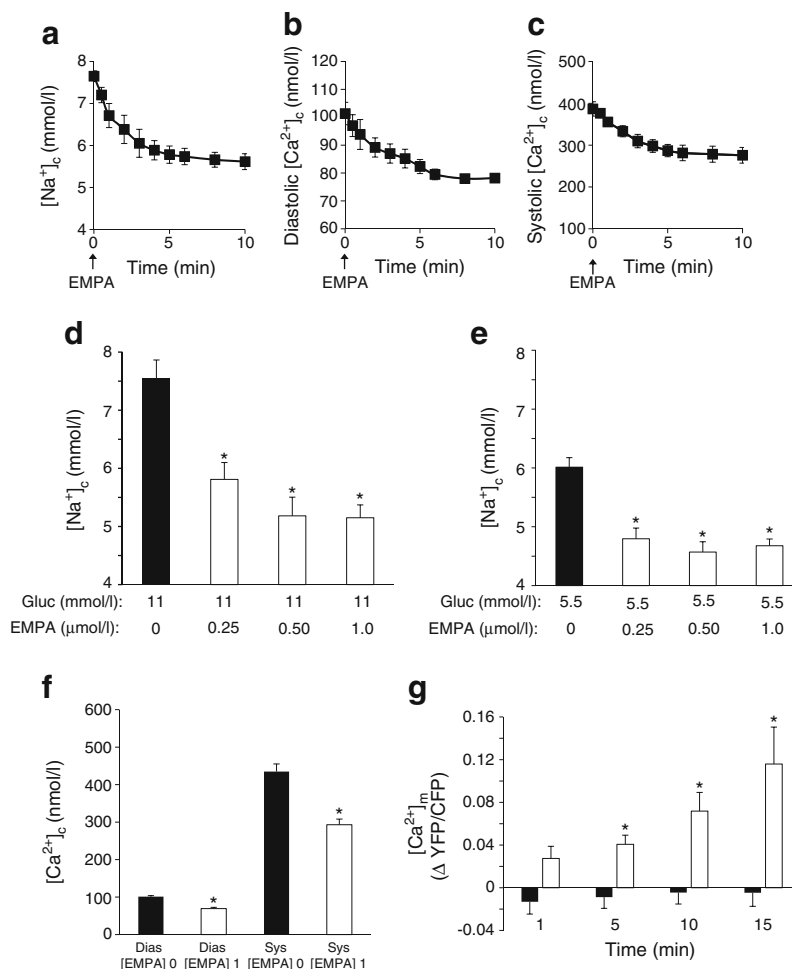 a
[Na⁺]c (mmol/l)
8
7
6
5
4
0
5
10
Time (min)
EMPA
b
Diastolic [Ca²⁺]c (nmol/l)
120
110
100
90
80
70
60
0
5
10
Time (min)
EMPA
c
Systolic [Ca²⁺]c (nmol/l)
500
400
300
200
100
0
5
10
Time (min)
EMPA
d
[Na⁺]c (mmol/l)
8
7
6
5
4
*
*
*
Gluc (mmol/l): 11 11 11 11
EMPA (μmol/l): 0 0.25 0.50 1.0
e
[Na⁺]c (mmol/l)
8
7
6
5
4
*
*
*
Gluc (mmol/l): 5.5 5.5 5.5 5.5
EMPA (μmol/l): 0 0.25 0.50 1.0
f
[Ca²⁺]c (nmol/l)
600
500
400
300
200
100
0
*
*
Dias Dias Sys Sys
[EMPA] 0 [EMPA] 1 [EMPA] 0 [EMPA] 1
g
[Ca²⁺]m
(Δ YFP/CFP)
0.16
0.12
0.08
0.04
0
-0.04
*
*
*
1 5 10 15
Time (min)